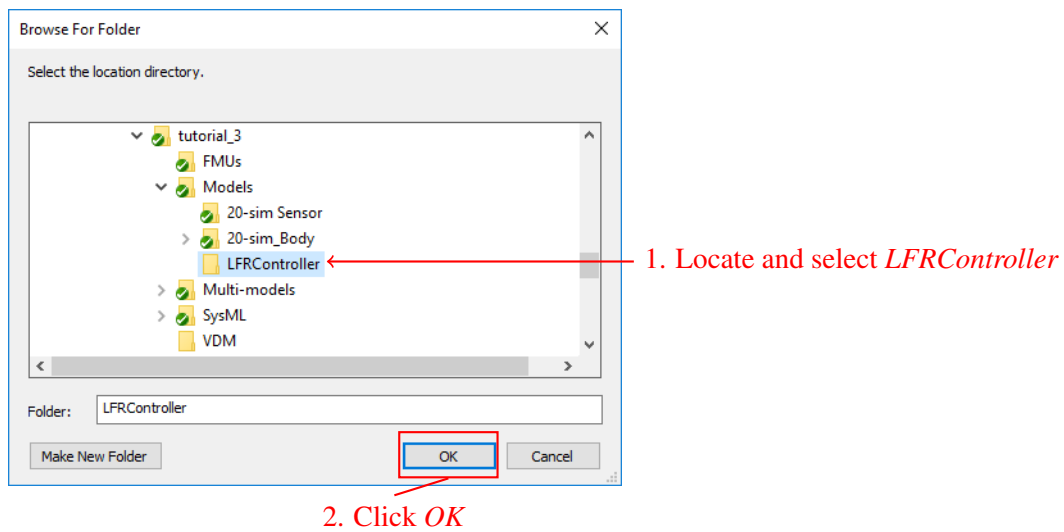 Browse For Folder
Select the location directory.
tutorial_3
FMUs
Models
20-sim Sensor
20-sim_Body
LFRController
1. Locate and select LFRController
Multi-models
SysML
VDM
Folder: LFRController
Make New Folder OK Cancel
2. Click OK